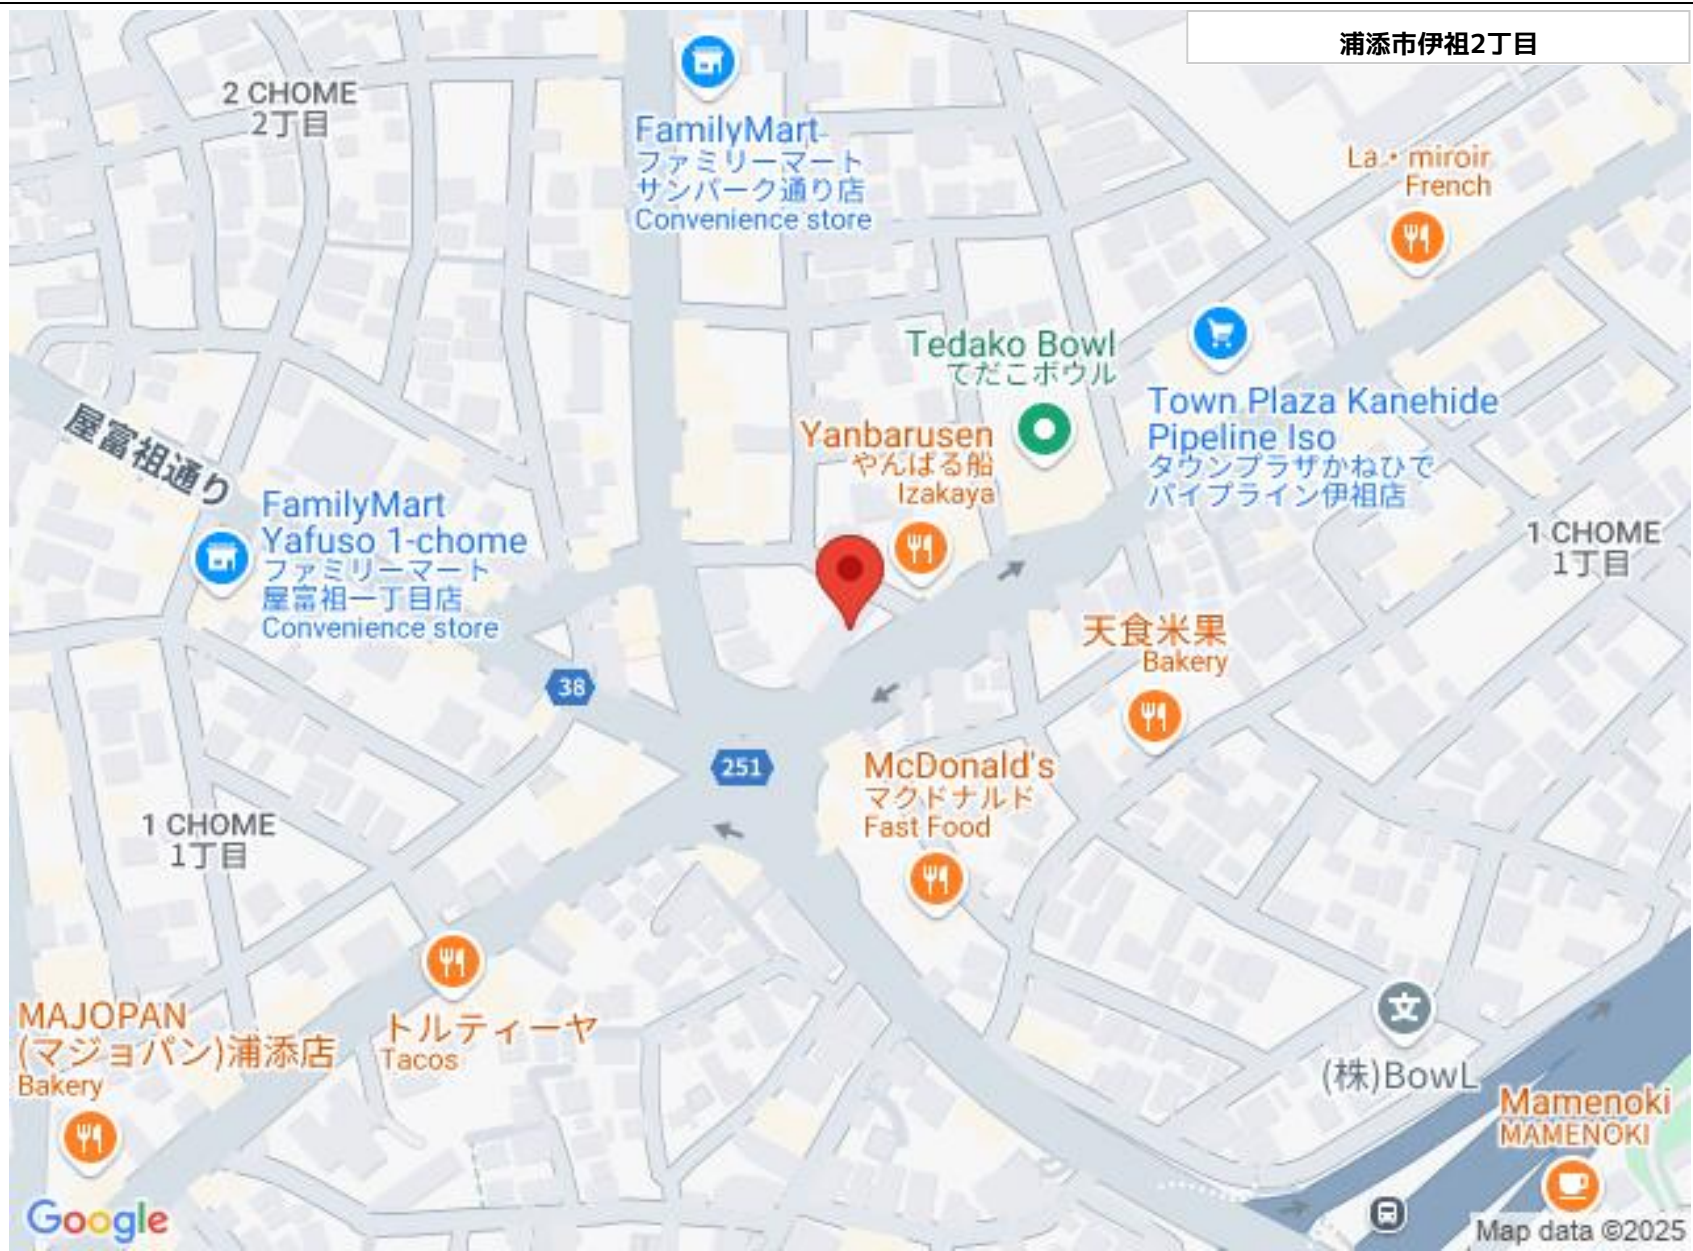 浦添市伊祖2丁目
2 CHOME
2丁目
FamilyMart
ファミリーマート
サンパーク通り店
Convenience store
La・miroir
French
Tedako Bowl
てだこボウル
Town Plaza Kanehide
Pipeline Iso
タウンプラザかねひで
パイプライン伊祖店
Yanbarusen
やんばる船
Izakaya
屋富祖通り
FamilyMart
Yafuso 1-chome
ファミリーマート
屋富祖一丁目店
Convenience store
1 CHOME
1丁目
天食米果
Bakery
38
251
McDonald's
マクドナルド
Fast Food
1 CHOME
1丁目
MAJOPAN
(マジョパン)浦添店
Bakery
トルティーヤ
Tacos
文
(株)BowL
Mamenoki
MAMENOKI
Google
Map data ©2025